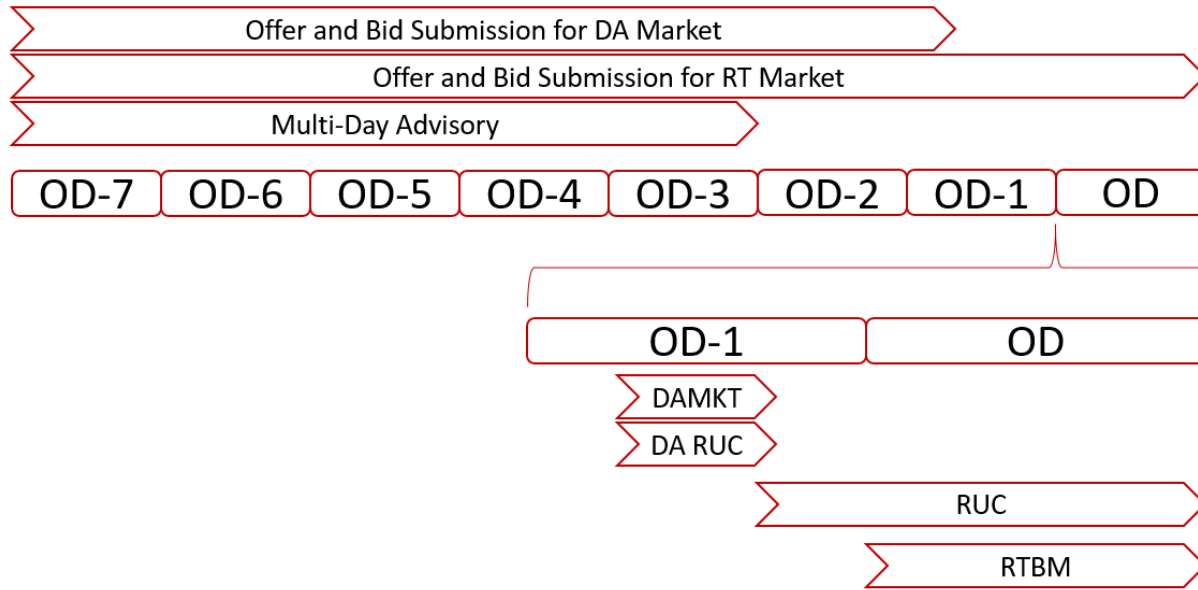 Offer and Bid Submission for DA Market
Offer and Bid Submission for RT Market
Multi-Day Advisory
OD-7 OD-6 OD-5 OD-4 OD-3 OD-2 OD-1 OD
OD-1 OD
DAMKT
DA RUC
RUC
RTBM